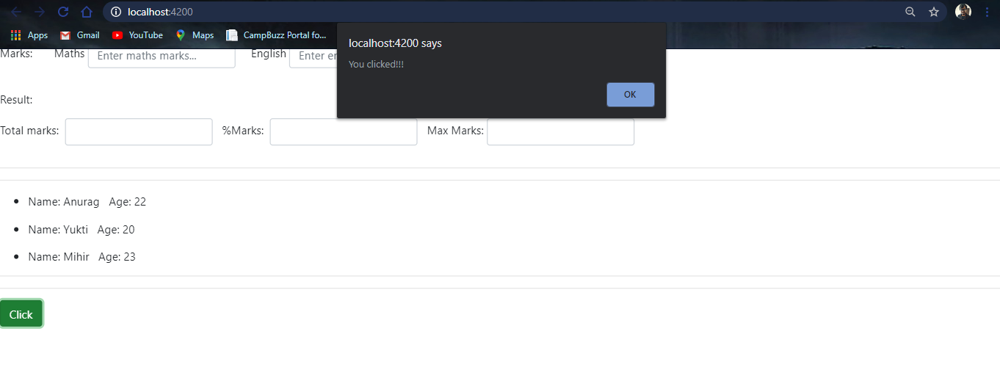 localhost:4200
Apps Gmail YouTube Maps CampBuzz Portal fo...
localhost:4200 says
You clicked!!!
OK
Marks: Maths Enter maths marks... English Enter
Result:
Total marks: %Marks: Max Marks:
Name: Anurag Age: 22
Name: Yukti Age: 20
Name: Mihir Age: 23
Click